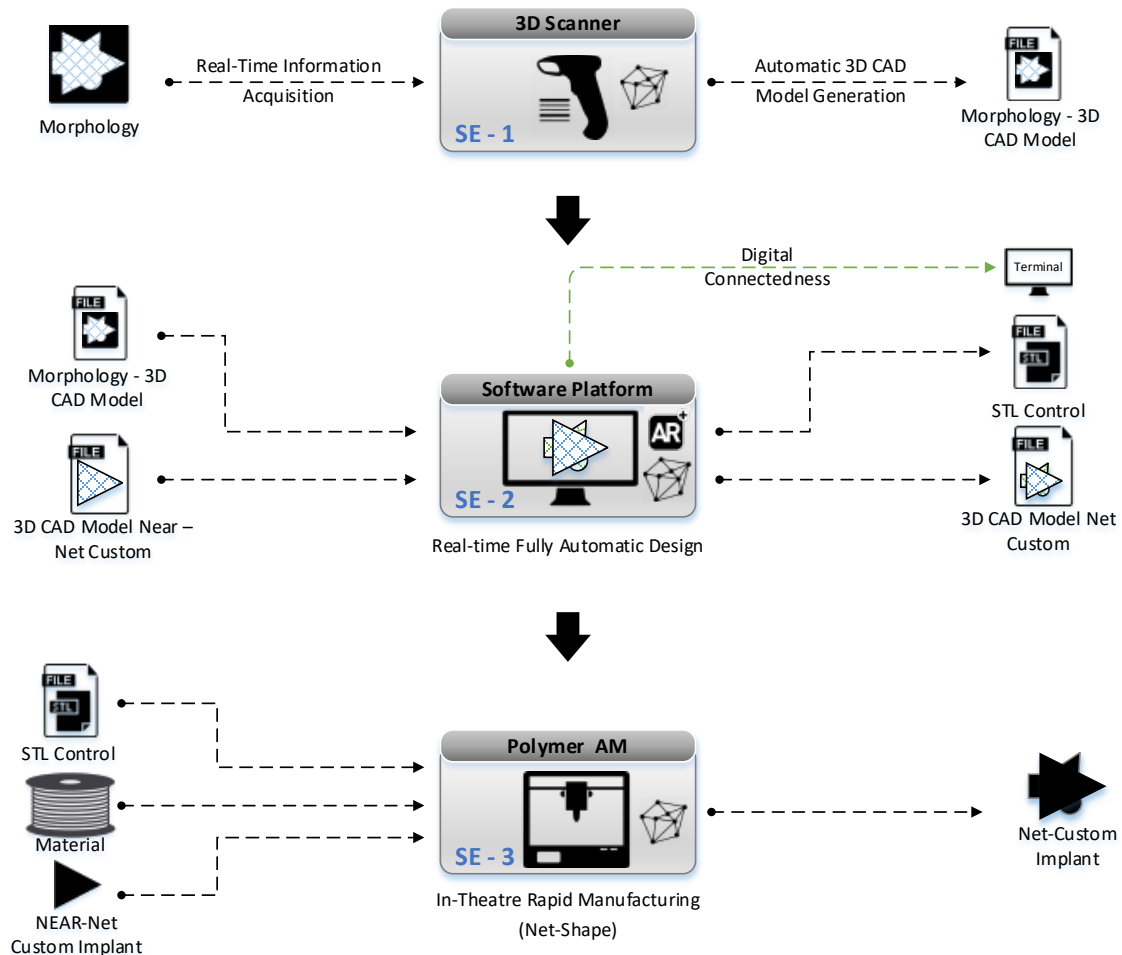 3D Scanner
Real-Time Information
Acquisition
Automatic 3D CAD
Model Generation
FILE
SE - 1
Morphology
Morphology - 3D
CAD Model
Digital
Connectedness
Terminal
FILE
Morphology - 3D
CAD Model
FILE
STL
STL Control
Software Platform
AR+
SE - 2
FILE
3D CAD Model Near –
Net Custom
FILE
3D CAD Model Net
Custom
Real-time Fully Automatic Design
FILE
STL
STL Control
Material
NEAR-Net
Custom Implant
Polymer AM
SE - 3
In-Theatre Rapid Manufacturing
(Net-Shape)
Net-Custom
Implant